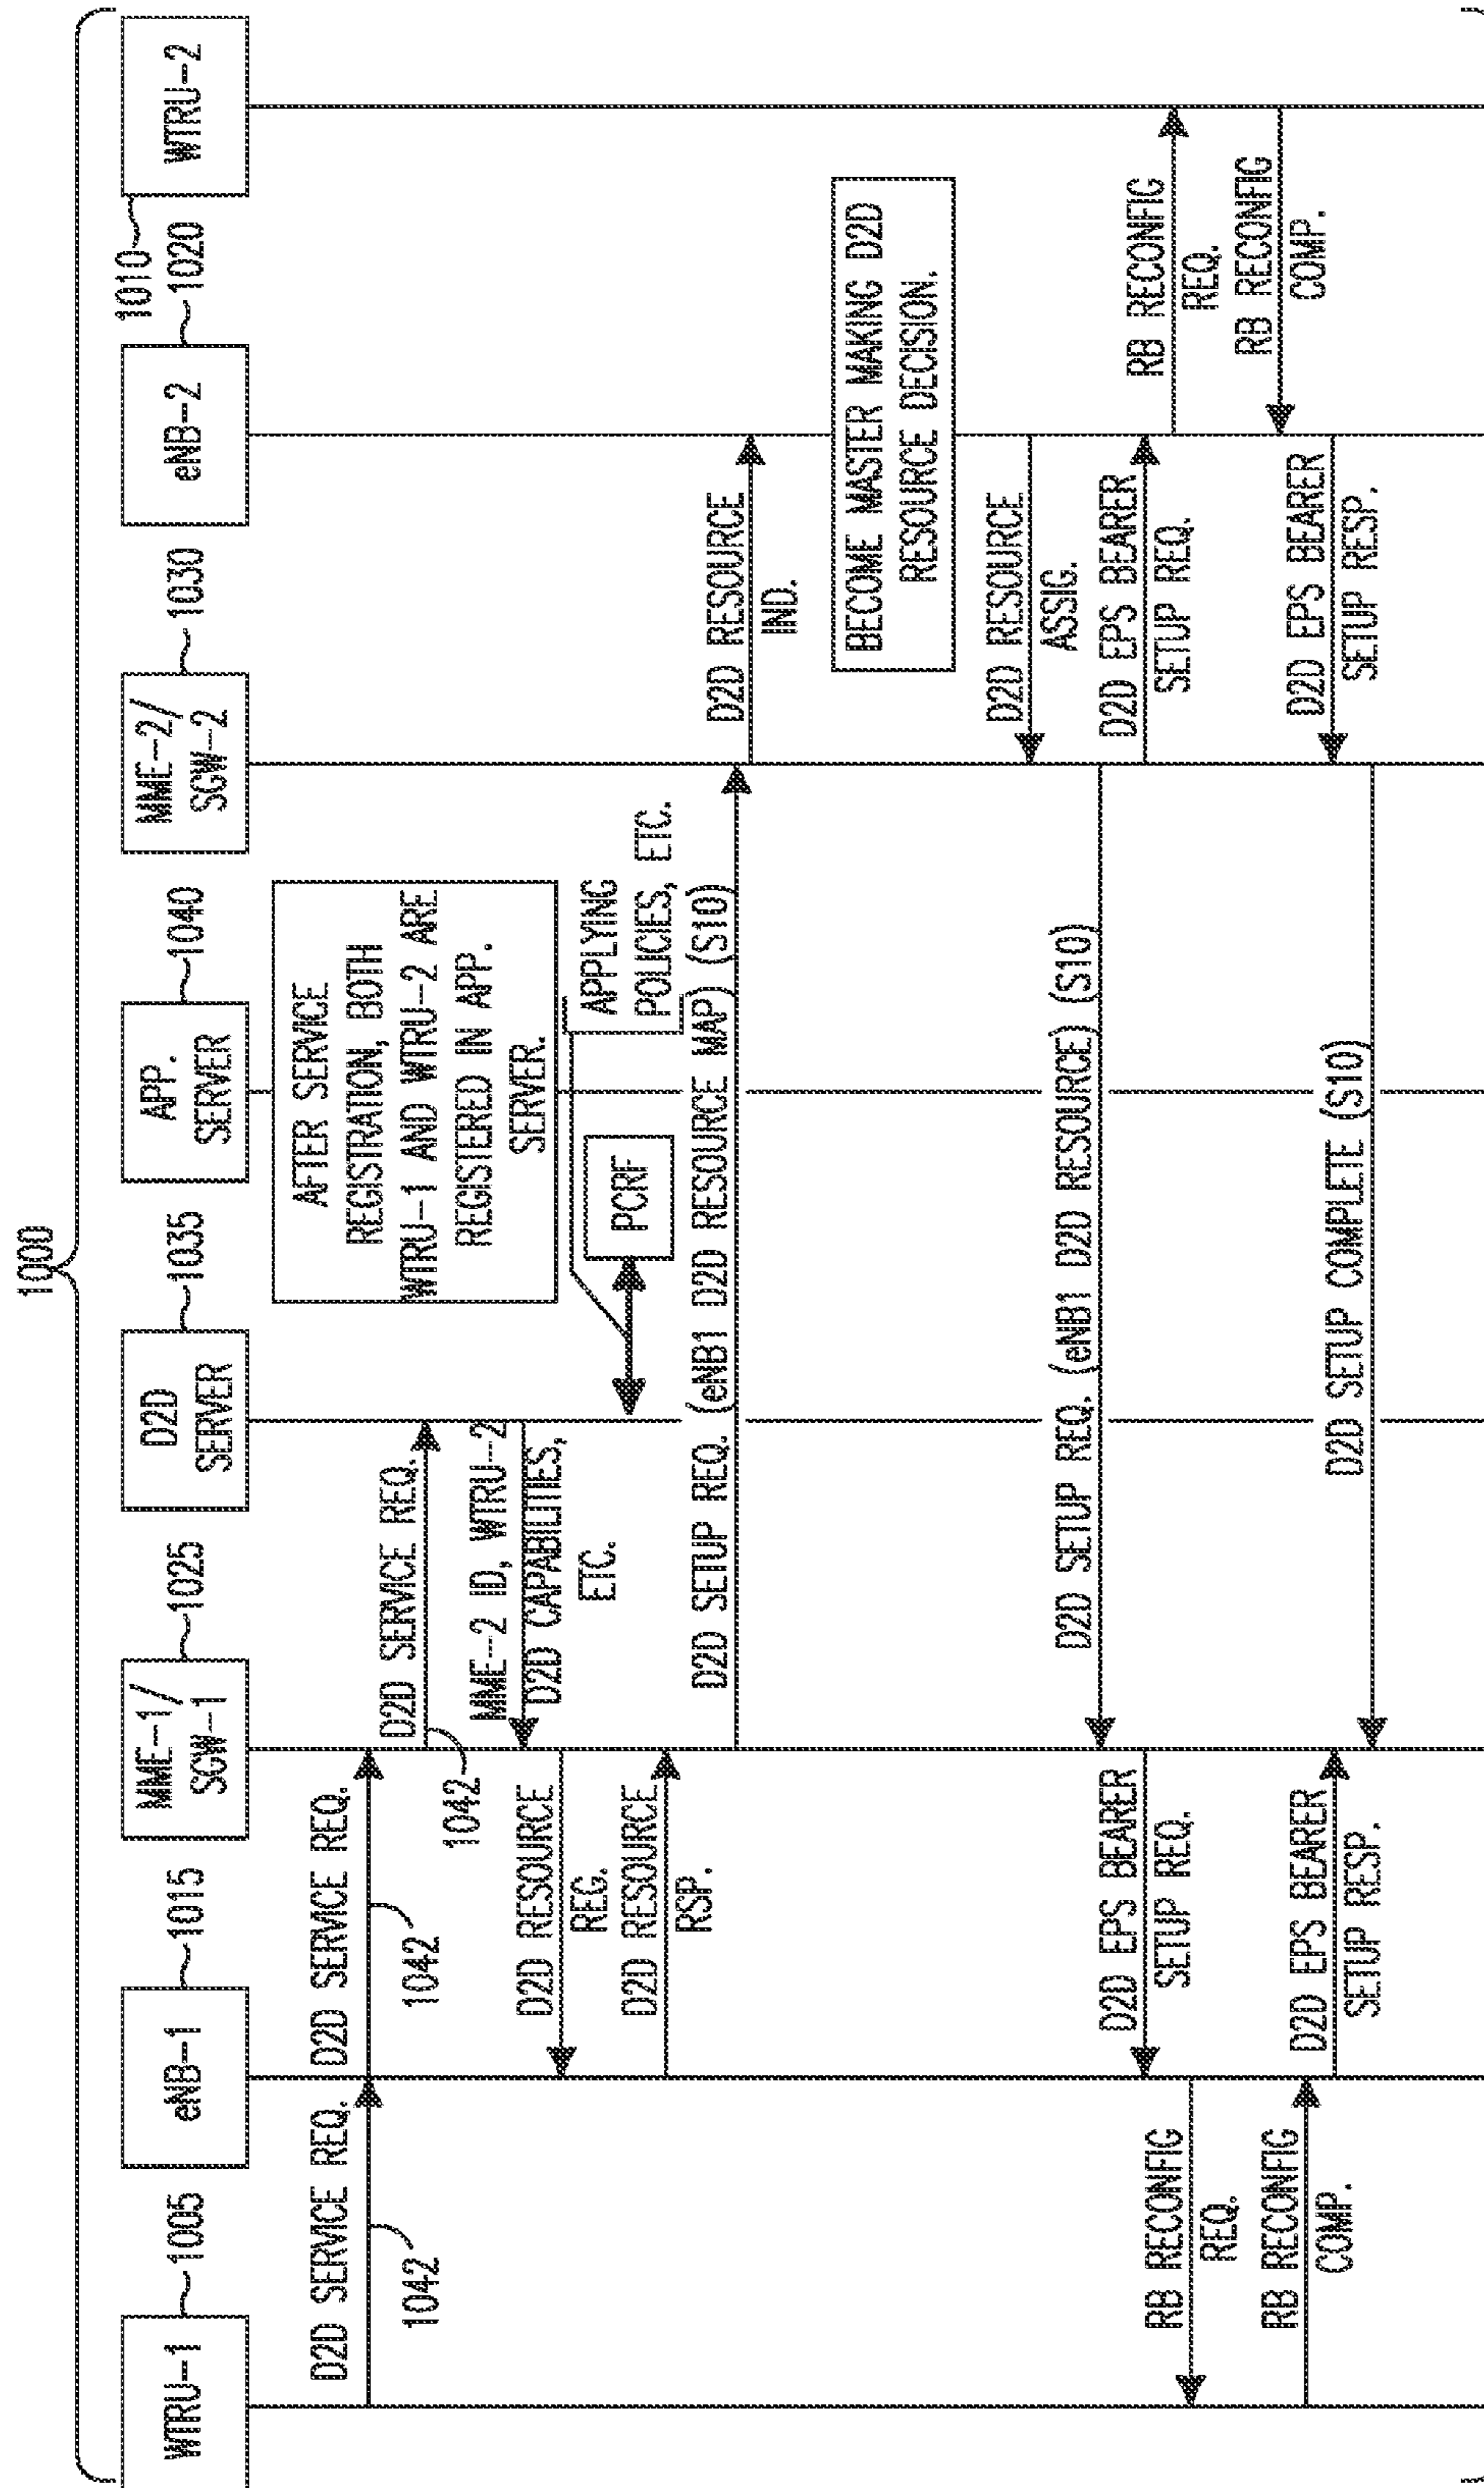 1000
WTRU-1
1005
eNB-1
1015
MME-1/
SGW-1
1025
D2D
SERVER
1035
APP.
SERVER
1040
MME-2/
SGW-2
1030
eNB-2
1020
WTRU-2
1010
AFTER SERVICE
REGISTRATION, BOTH
WTRU-1 AND WTRU-2 ARE
REGISTERED IN APP.
SERVER.
D2D SERVICE REQ.
1042
D2D SERVICE REQ.
1042
D2D SERVICE REQ.
1042
MME-2 ID, WTRU-2
D2D CAPABILITIES,
ETC.
APPLYING
POLICIES, ETC.
PCRF
D2D RESOURCE
REG.
D2D RESOURCE
RSP.
D2D SETUP REQ. (eNB1 D2D RESOURCE MAP) (S10)
D2D RESOURCE
IND.
BECOME MASTER MAKING D2D
RESOURCE DECISION.
D2D RESOURCE
ASSIG.
D2D SETUP REQ. (eNB1 D2D RESOURCE) (S10)
D2D EPS BEARER
SETUP REQ.
D2D EPS BEARER
SETUP REQ.
RB RECONFIG
REQ.
RB RECONFIG
REQ.
RB RECONFIG
COMP.
RB RECONFIG
COMP.
D2D EPS BEARER
SETUP RESP.
D2D EPS BEARER
SETUP RESP.
D2D SETUP COMPLETE (S10)